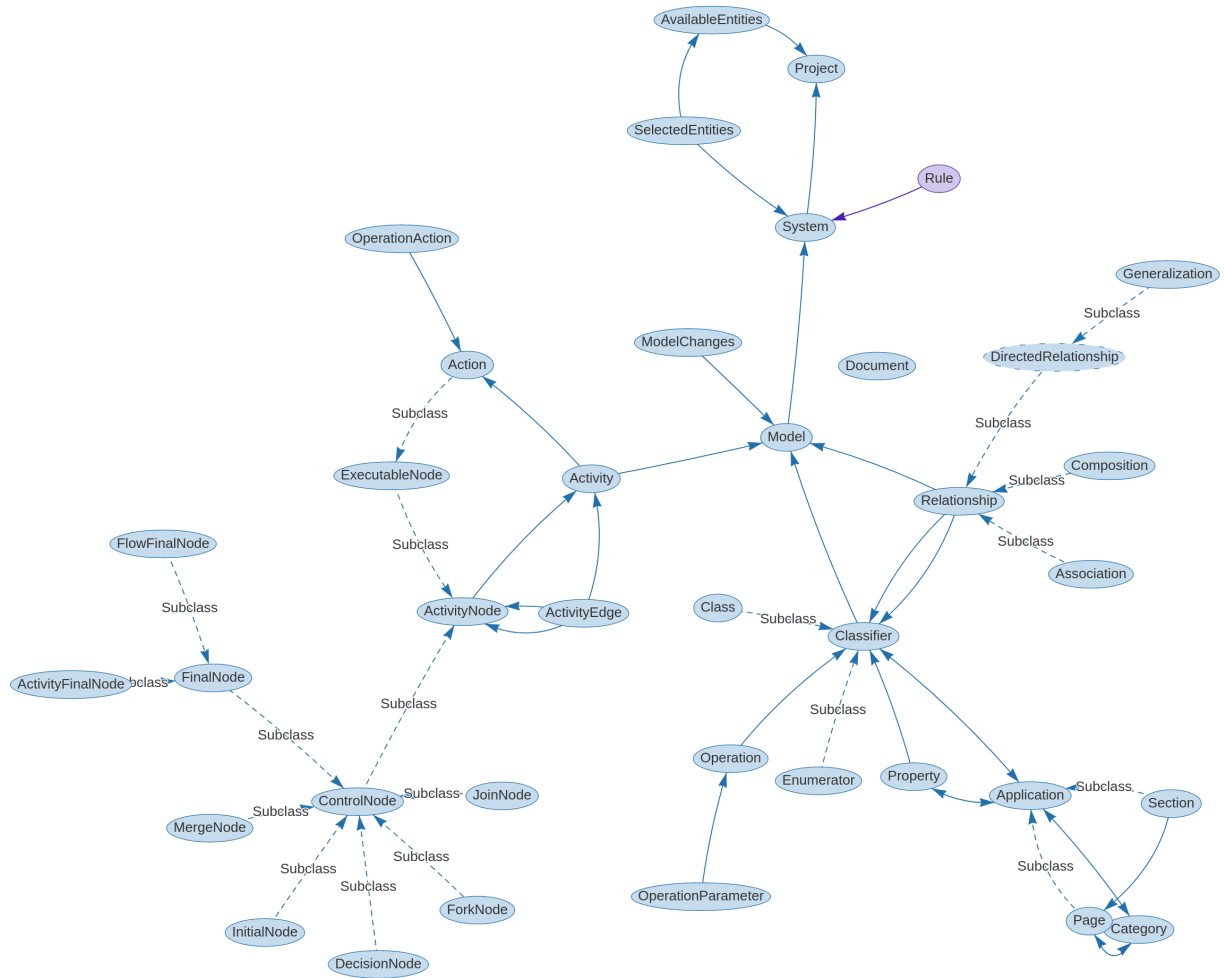 AvailableEntities
Project
SelectedEntities
Rule
System
OperationAction
Generalization
Subclass
ModelChanges
DirectedRelationship
Document
Action
Subclass
Subclass
Model
Composition
ExecutableNode
Activity
Subclass
Relationship
FlowFinalNode
Subclass
Subclass
Association
Subclass
Class
ActivityNode
ActivityEdge
Subclass
Classifier
FinalNode
ActivityFinalNode
bclass
Subclass
Subclass
Subclass
Operation
Enumerator
Property
Subclass
ControlNode
Subclass
JoinNode
Application
Section
Subclass
MergeNode
Subclass
Subclass
Subclass
Subclass
OperationParameter
ForkNode
Page
Category
InitialNode
DecisionNode